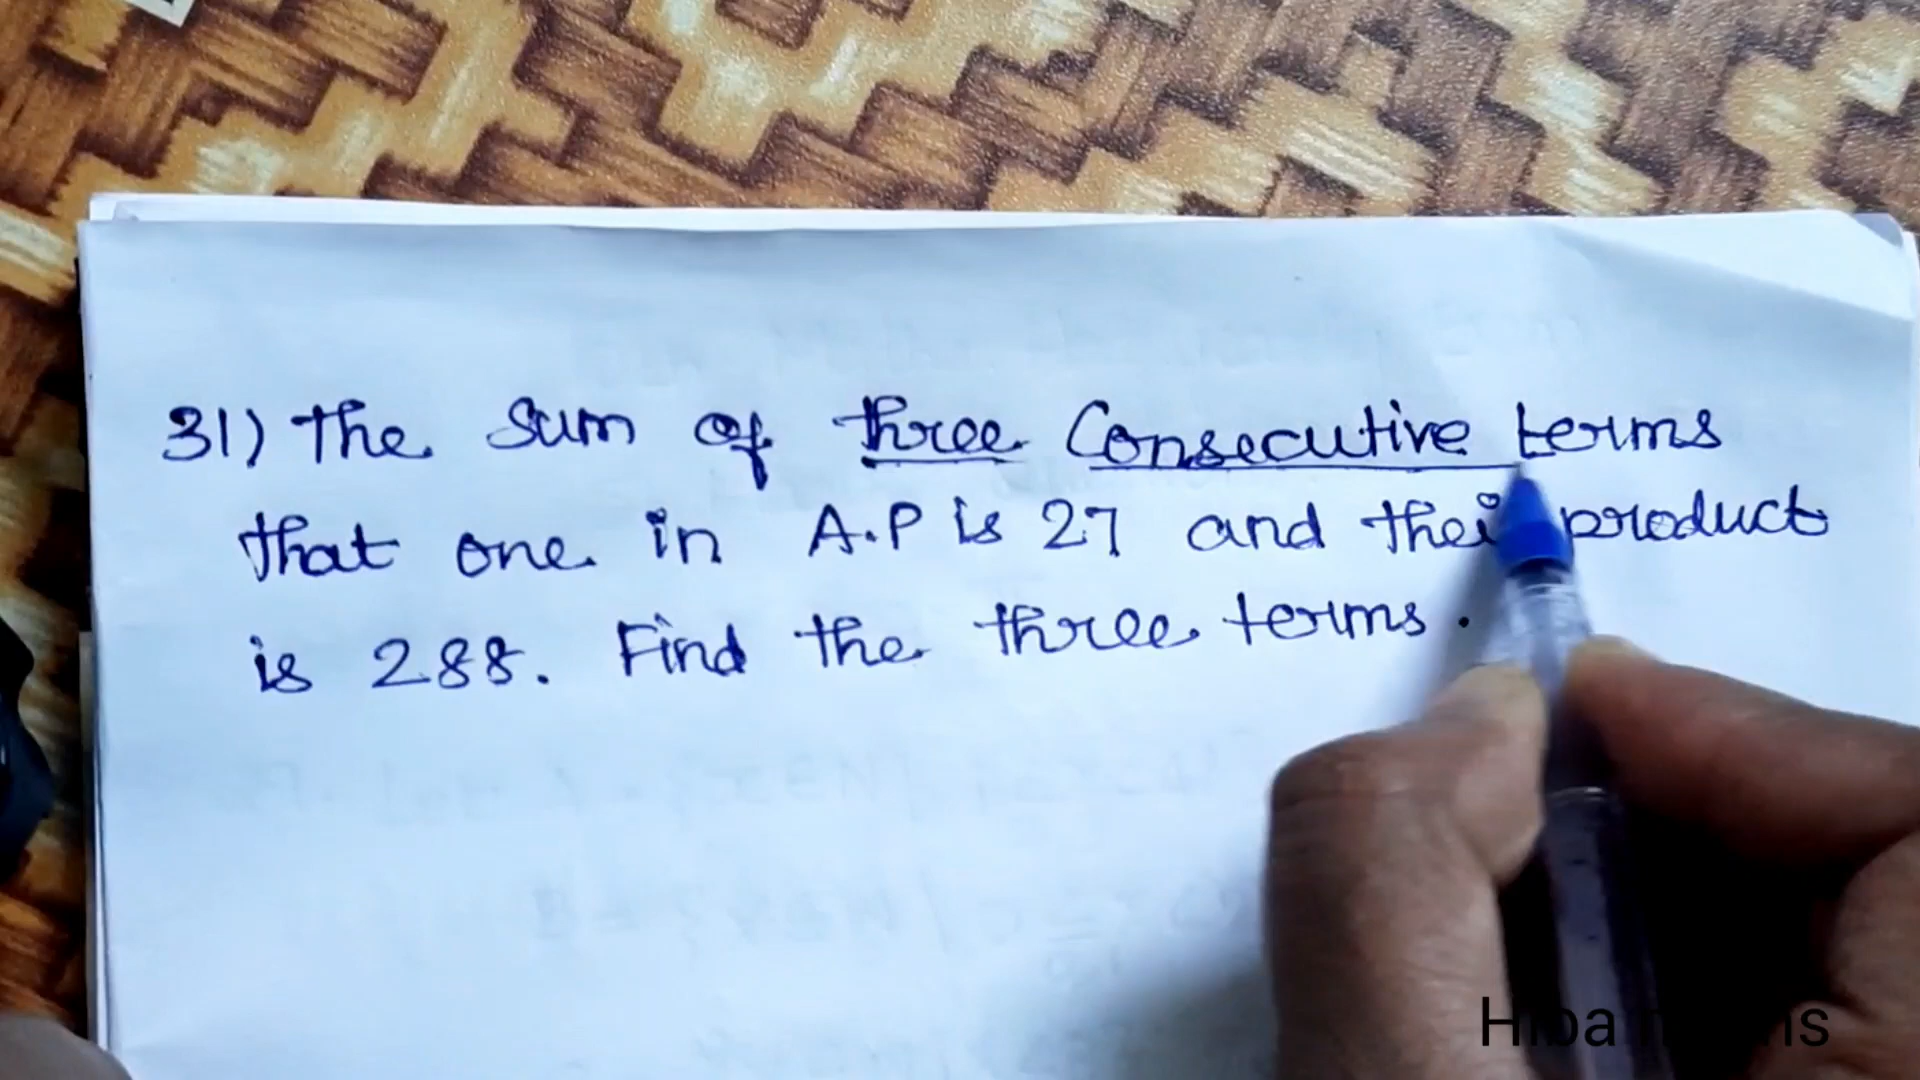 31) The Sum of three Consecutive terms
that one in A.P is 27 and their product
is 288. Find the three terms.